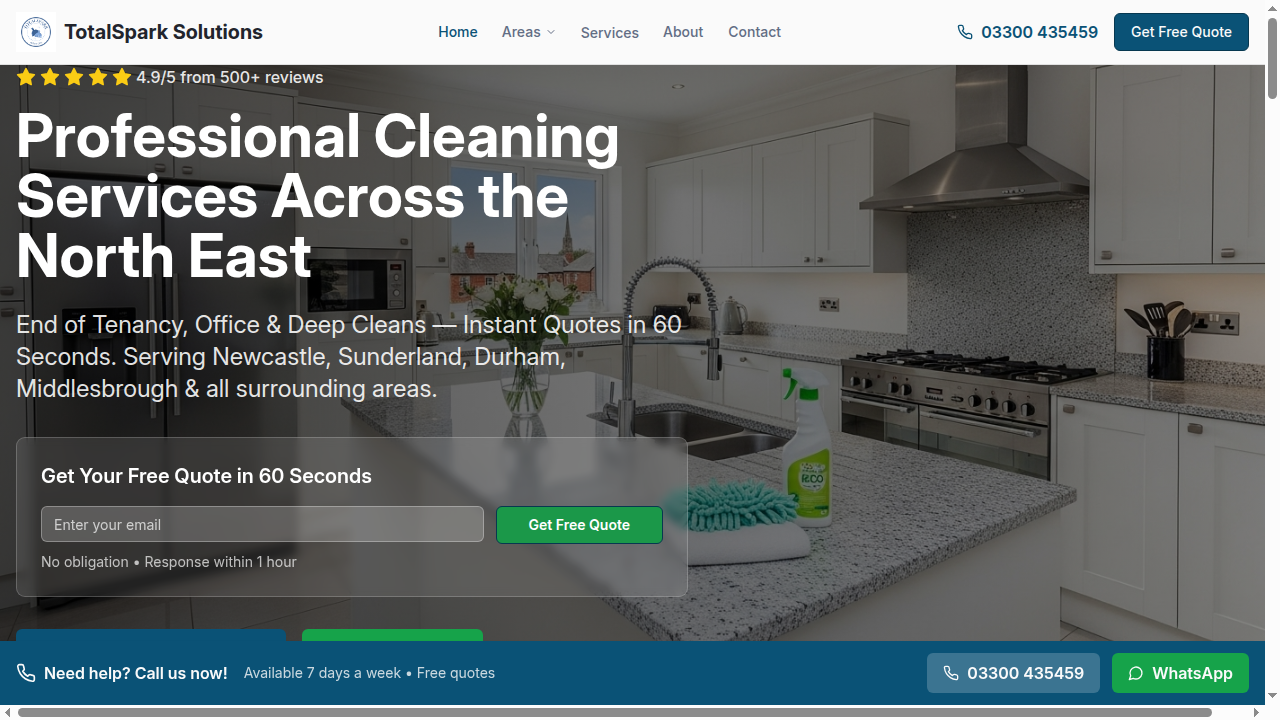 TotalSpark Solutions
Home
Areas
Services
About
Contact
03300 435459
Get Free Quote
4.9/5 from 500+ reviews
Professional Cleaning
Services Across the
North East
End of Tenancy, Office & Deep Cleans — Instant Quotes in 60
Seconds. Serving Newcastle, Sunderland, Durham,
Middlesbrough & all surrounding areas.
Get Your Free Quote in 60 Seconds
Enter your email
Get Free Quote
No obligation • Response within 1 hour
Need help? Call us now!
Available 7 days a week • Free quotes
03300 435459
WhatsApp